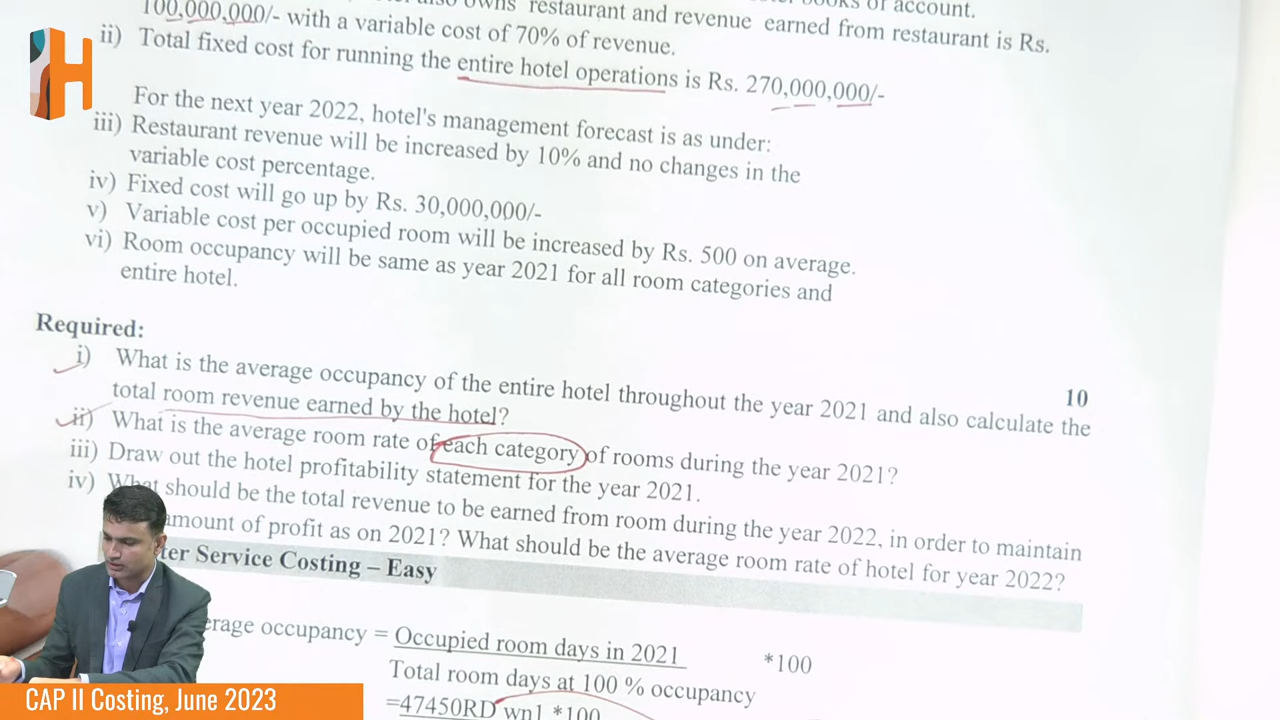 owns restaurant and revenue earned from restaurant is Rs.
100,000,000/- with a variable cost of 70% of revenue.
ii) Total fixed cost for running the entire hotel operations is Rs. 270,000,000/-
For the next year 2022, hotel's management forecast is as under:
iii) Restaurant revenue will be increased by 10% and no changes in the
variable cost percentage.
iv) Fixed cost will go up by Rs. 30,000,000/-
v) Variable cost per occupied room will be increased by Rs. 500 on average.
vi) Room occupancy will be same as year 2021 for all room categories and
entire hotel.
Required:
10
i) What is the average occupancy of the entire hotel throughout the year 2021 and also calculate the
total room revenue earned by the hotel?
ii) What is the average room rate of each category of rooms during the year 2021?
iii) Draw out the hotel profitability statement for the year 2021.
iv) What should be the total revenue to be earned from room during the year 2022, in order to maintain
amount of profit as on 2021? What should be the average room rate of hotel for year 2022?
Service Costing – Easy
occupancy = Occupied room days in 2021 *100
Total room days at 100 % occupancy
=47450RD wn1 *100
H
CAP II Costing, June 2023